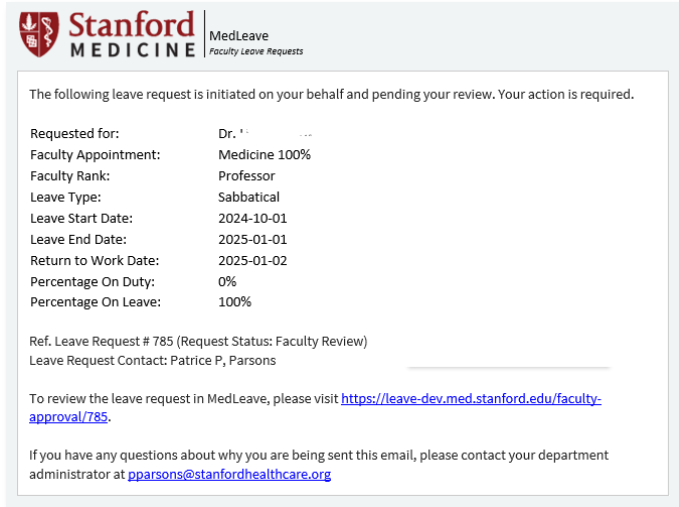 Stanford
MEDICINE
MedLeave
Faculty Leave Requests
The following leave request is initiated on your behalf and pending your review. Your action is required.
Requested for: Dr.
Faculty Appointment: Medicine 100%
Faculty Rank: Professor
Leave Type: Sabbatical
Leave Start Date: 2024-10-01
Leave End Date: 2025-01-01
Return to Work Date: 2025-01-02
Percentage On Duty: 0%
Percentage On Leave: 100%
Ref. Leave Request # 785 (Request Status: Faculty Review)
Leave Request Contact: Patrice P, Parsons
To review the leave request in MedLeave, please visit https://leave-dev.med.stanford.edu/faculty-
approval/785.
If you have any questions about why you are being sent this email, please contact your department
administrator at pparsons@stanfordhealthcare.org